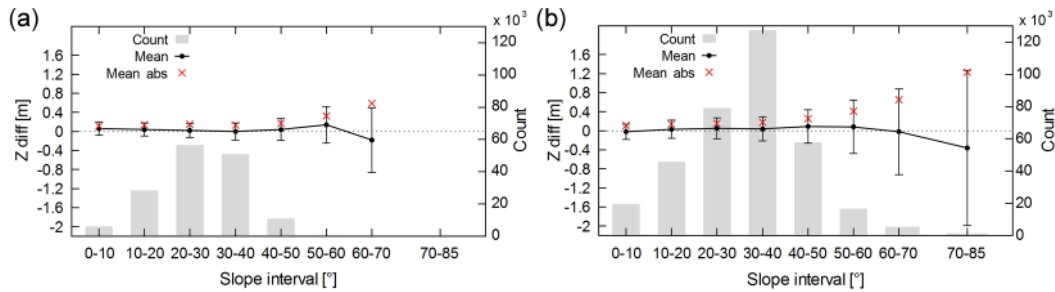 (a)
x 10³
Count
Mean
Mean abs
1.6
1.2
0.8
0.4
0
-0.4
-0.8
-1.2
-1.6
-2
Z diff [m]
120
100
80
60
40
20
0
Count
0-10 10-20 20-30 30-40 40-50 50-60 60-70 70-85
Slope interval [°]
(b)
x 10³
Count
Mean
Mean abs
1.6
1.2
0.8
0.4
0
-0.4
-0.8
-1.2
-1.6
-2
Z diff [m]
120
100
80
60
40
20
0
Count
0-10 10-20 20-30 30-40 40-50 50-60 60-70 70-85
Slope interval [°]